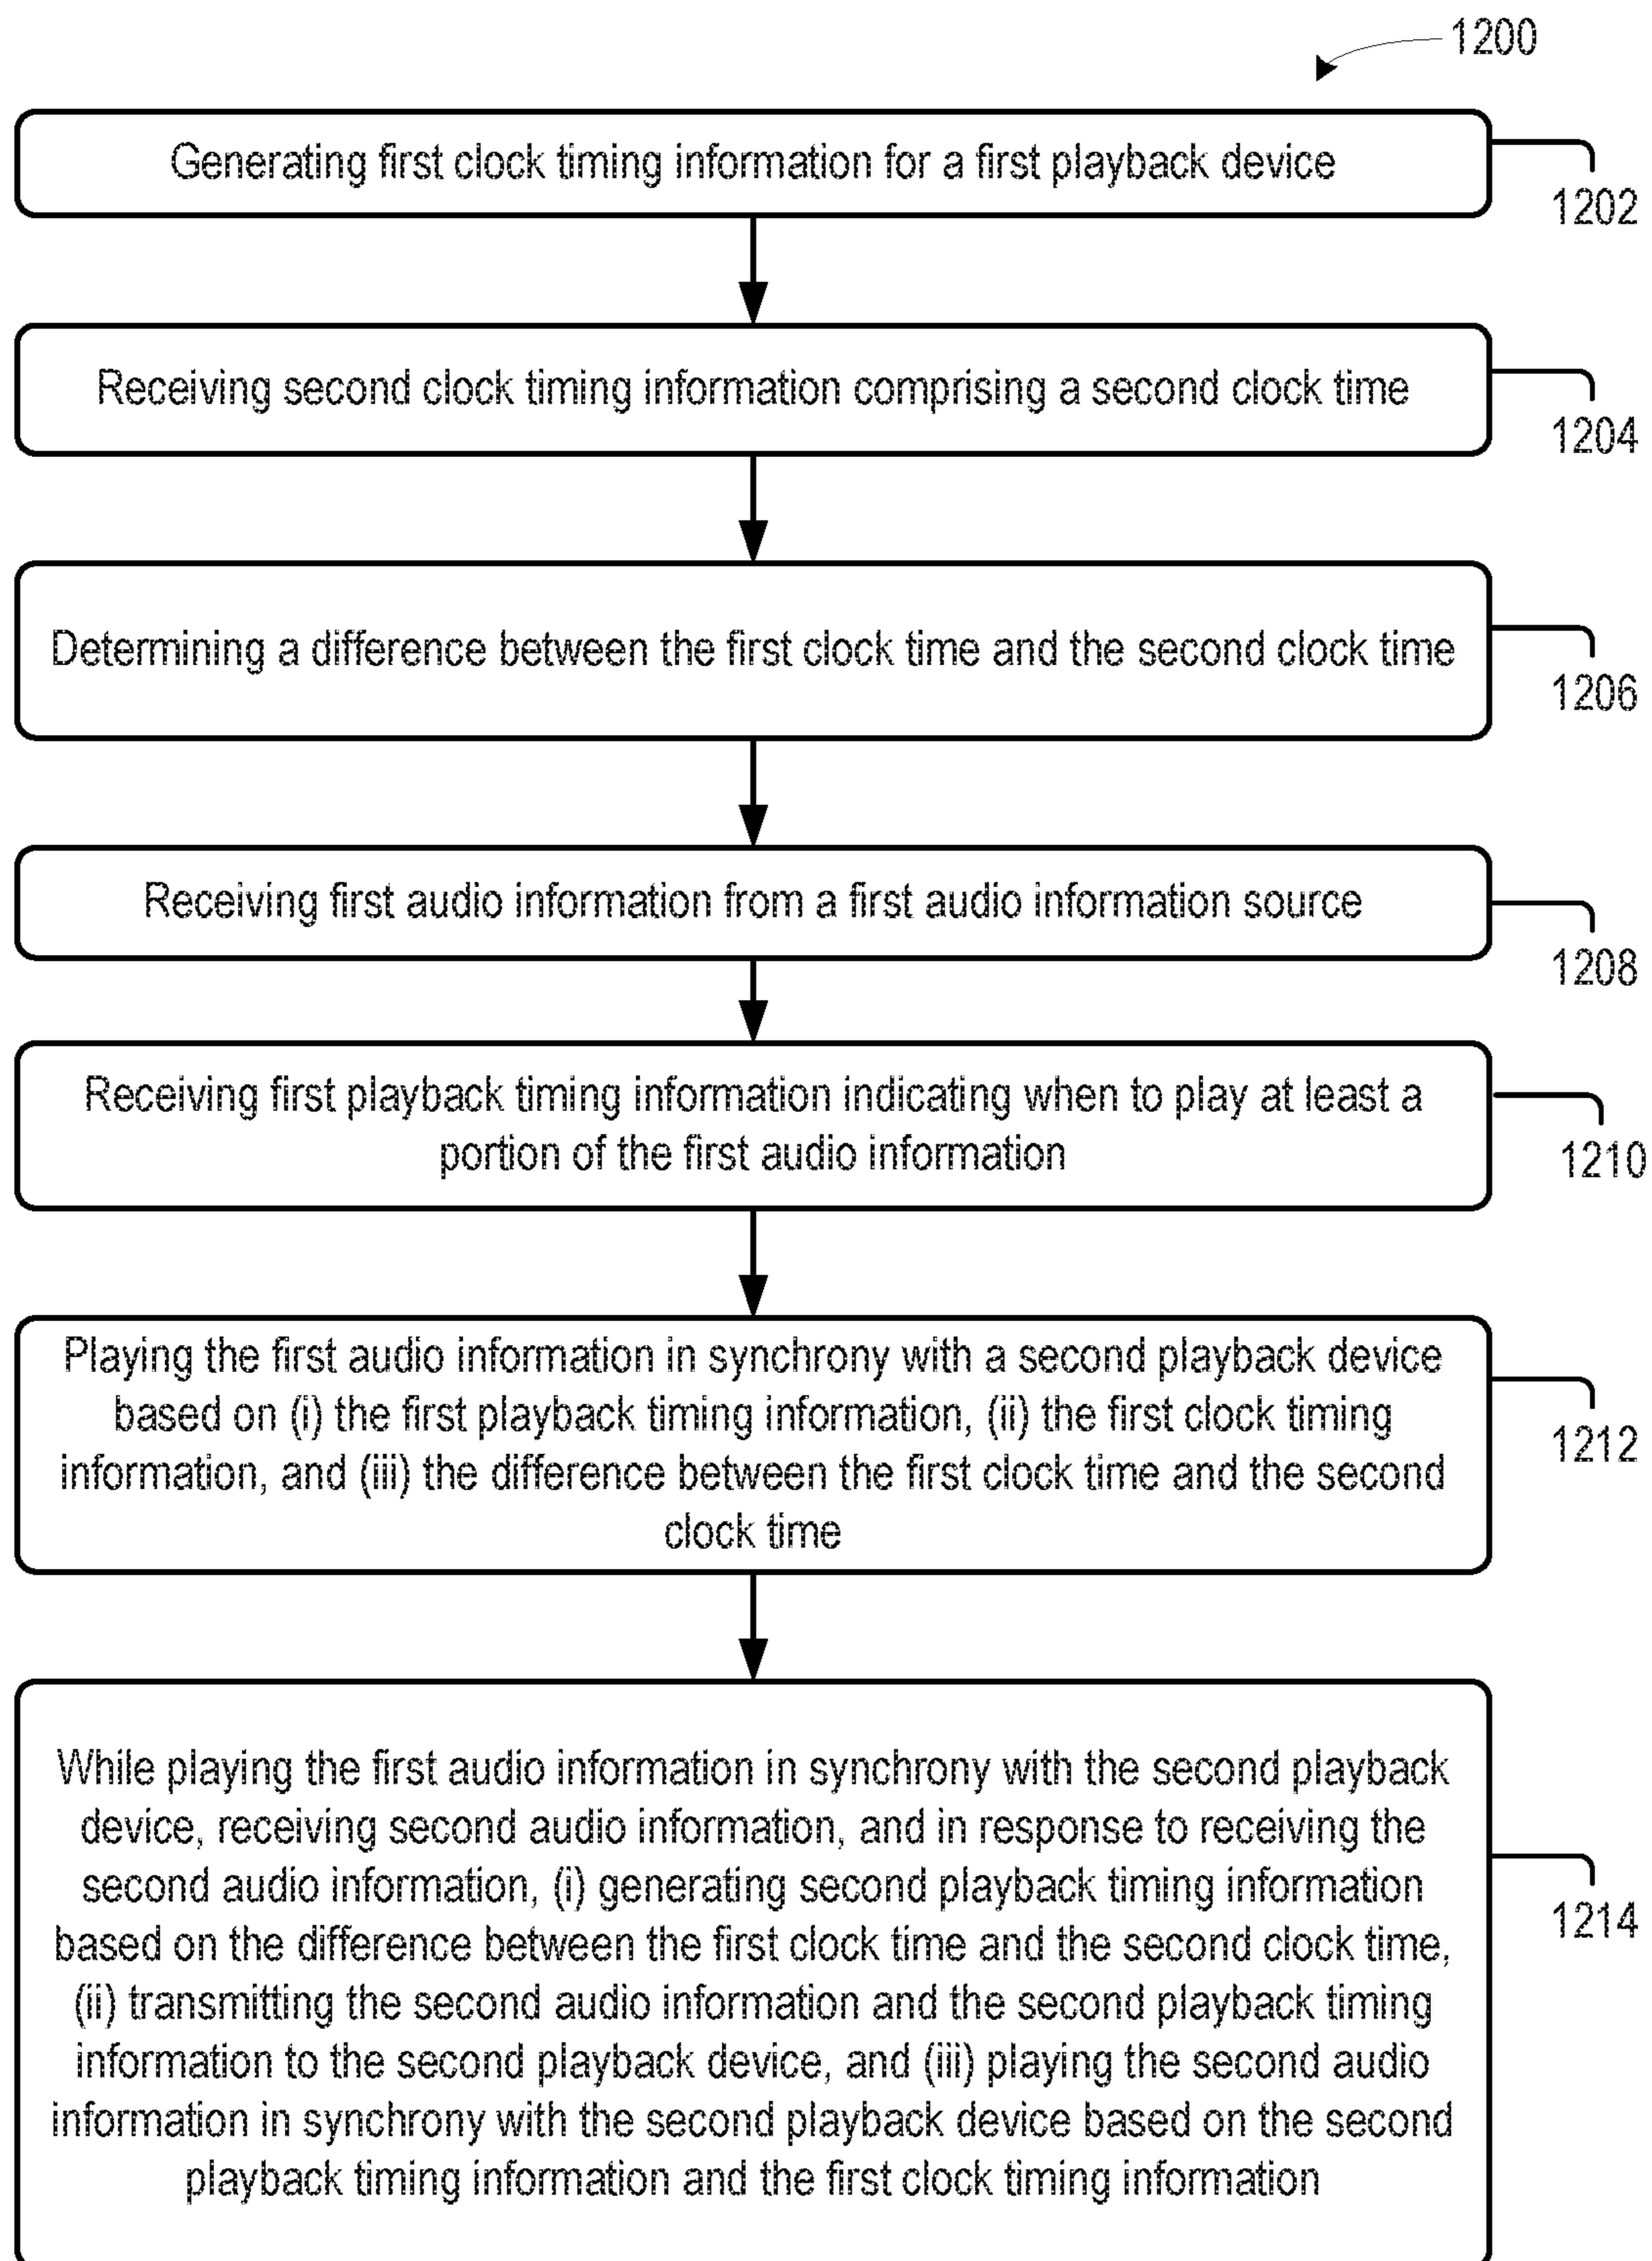 1200
Generating first clock timing information for a first playback device
1202
Receiving second clock timing information comprising a second clock time
1204
Determining a difference between the first clock time and the second clock time
1206
Receiving first audio information from a first audio information source
1208
Receiving first playback timing information indicating when to play at least a
portion of the first audio information
1210
Playing the first audio information in synchrony with a second playback device
based on (i) the first playback timing information, (ii) the first clock timing
information, and (iii) the difference between the first clock time and the second
clock time
1212
While playing the first audio information in synchrony with the second playback
device, receiving second audio information, and in response to receiving the
second audio information, (i) generating second playback timing information
based on the difference between the first clock time and the second clock time,
(ii) transmitting the second audio information and the second playback timing
information to the second playback device, and (iii) playing the second audio
information in synchrony with the second playback device based on the second
playback timing information and the first clock timing information
1214